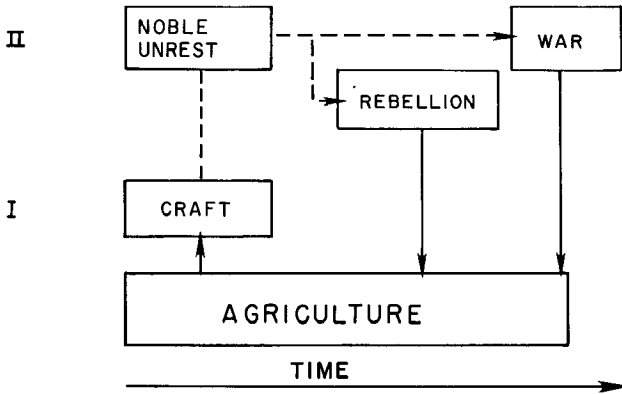 II
NOBLE
UNREST
WAR
REBELLION
I
CRAFT
AGRICULTURE
TIME